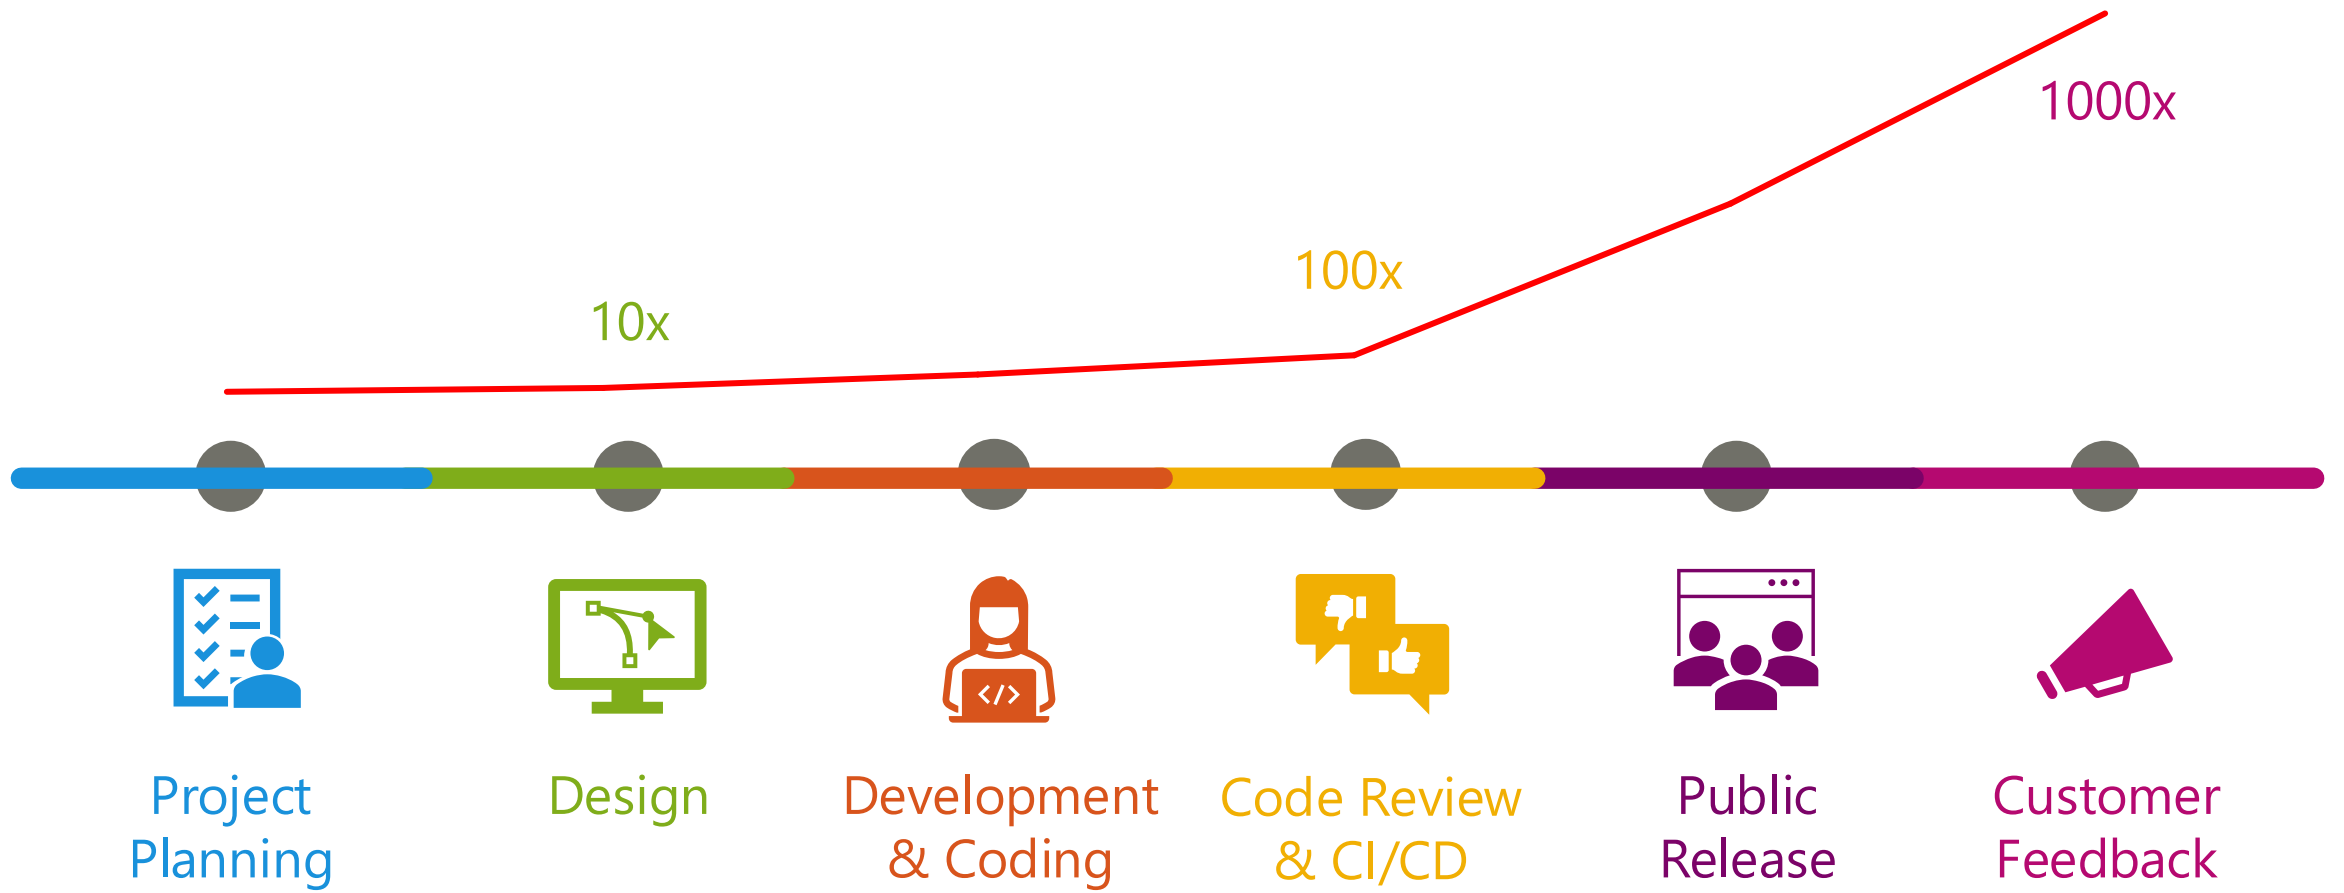 1000x
100x
10x
Project
Planning
Design
Development
& Coding
Code Review
& CI/CD
Public
Release
Customer
Feedback